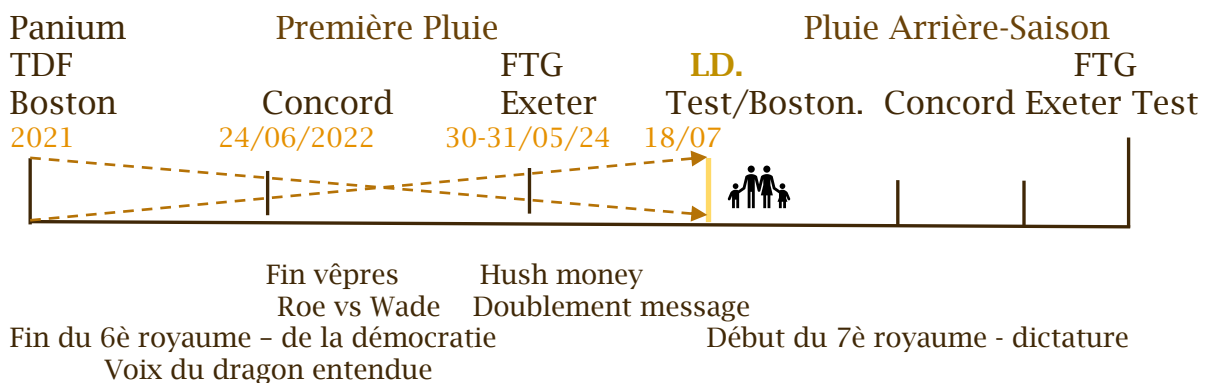 Panium Première Pluie Pluie Arrière-Saison
TDF FTG LD. FTG
Boston Concord Exeter Test/Boston. Concord Exeter Test
2021 24/06/2022 30-31/05/24 18/07
Fin vêpres Hush money
Roe vs Wade Doublement message
Fin du 6è royaume – de la démocratie Début du 7è royaume - dictature
Voix du dragon entendue